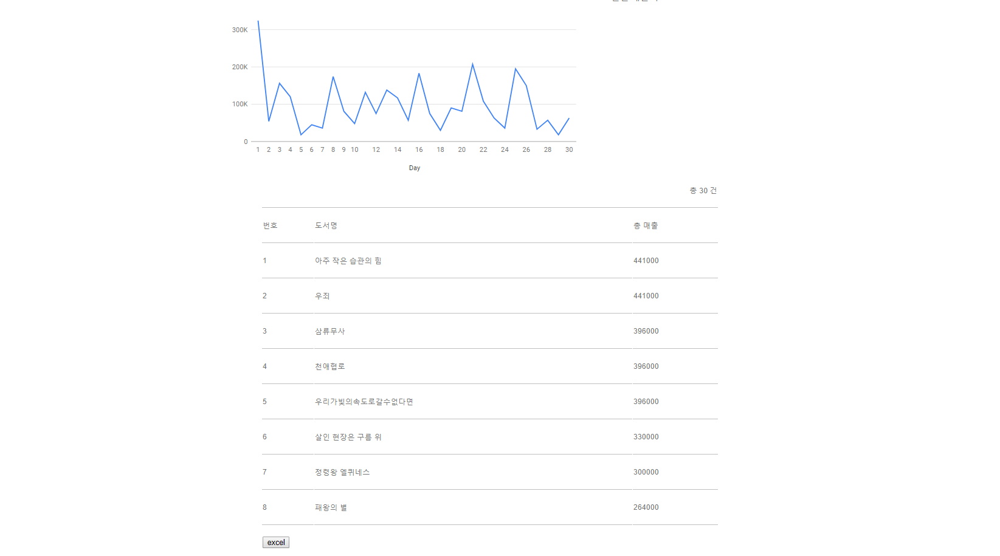 300K
200K
100K
0
1 2 3 4 5 6 7 8 9 10 12 14 16 18 20 22 24 26 28 30
Day
총 30 건
번호 도서명 총 매출
1 아주 작은 습관의 힘 441000
2 우죄 441000
3 삼류무사 396000
4 천애협로 396000
5 우리가빛의속도로갈수없다면 396000
6 살인 현장은 구름 위 330000
7 정령왕 엘퀴네스 300000
8 패왕의 별 264000
excel